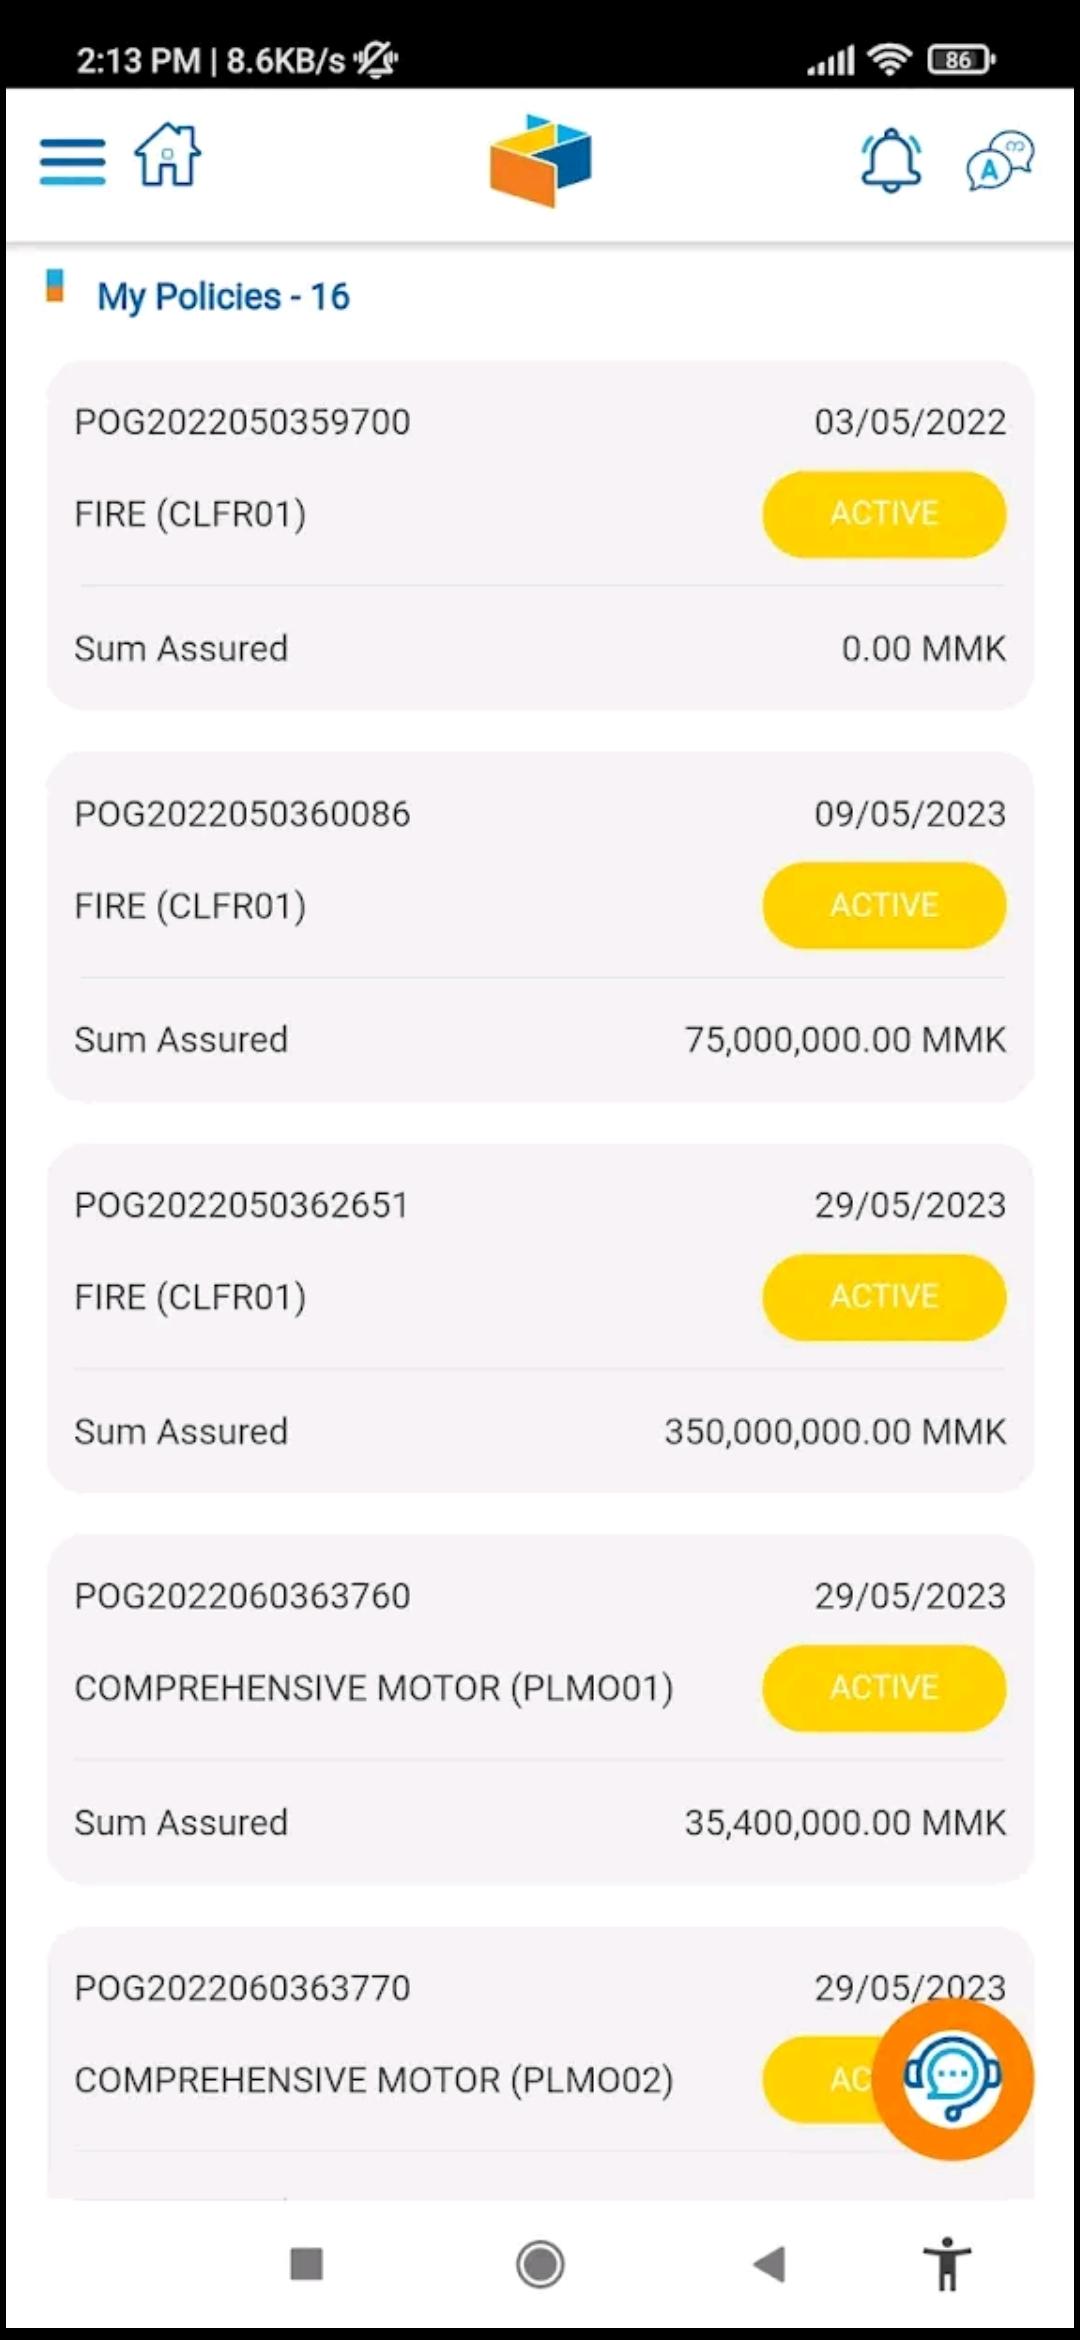 2:13 PM | 8.6KB/s
86
A
My Policies - 16
POG2022050359700 03/05/2022
FIRE (CLFR01) ACTIVE
Sum Assured 0.00 MMK
POG2022050360086 09/05/2023
FIRE (CLFR01) ACTIVE
Sum Assured 75,000,000.00 MMK
POG2022050362651 29/05/2023
FIRE (CLFR01) ACTIVE
Sum Assured 350,000,000.00 MMK
POG2022060363760 29/05/2023
COMPREHENSIVE MOTOR (PLMO01) ACTIVE
Sum Assured 35,400,000.00 MMK
POG2022060363770 29/05/2023
COMPREHENSIVE MOTOR (PLMO02) AC